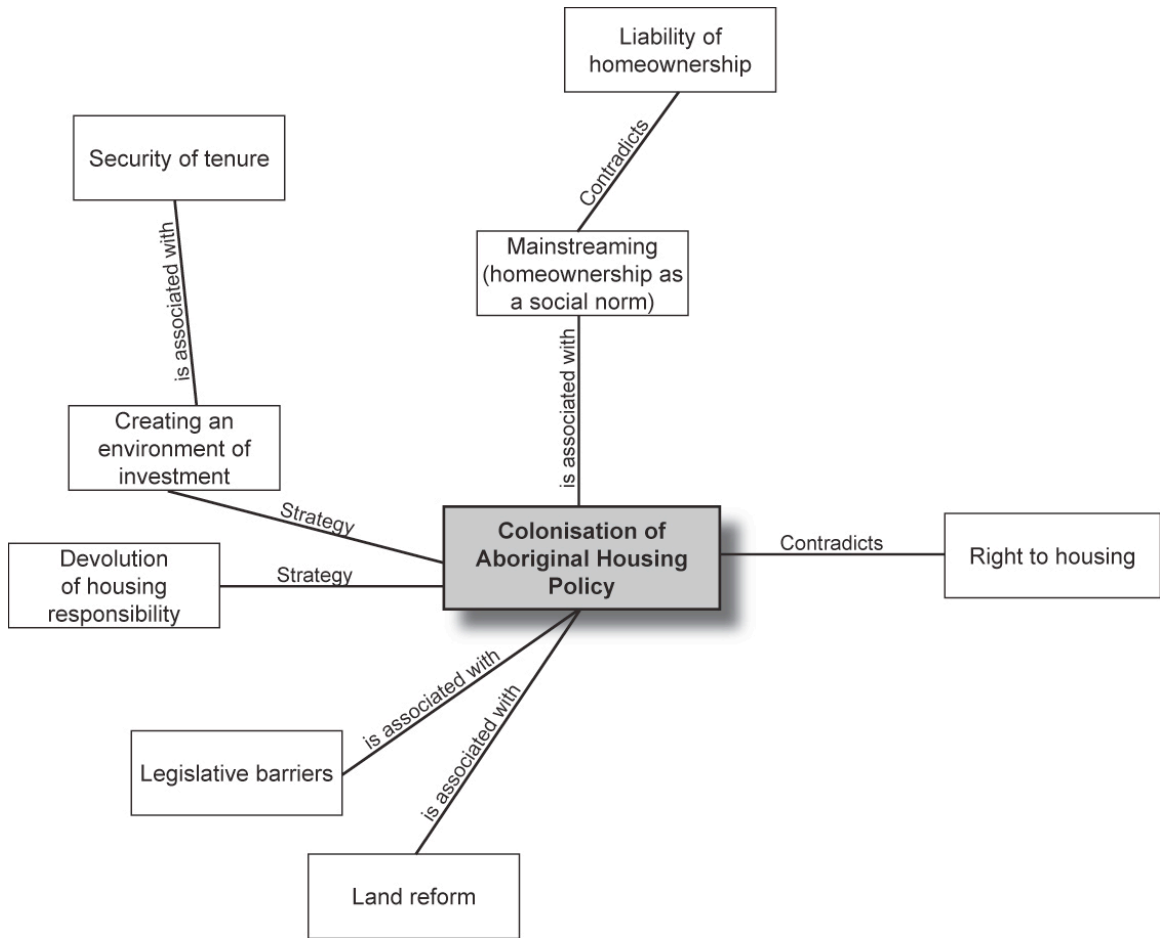 Liability of
homeownership
Contradicts
Security of tenure
is associated with
Mainstreaming
(homeownership as
a social norm)
is associated with
Creating an
environment of
investment
Strategy
Colonisation of
Aboriginal Housing
Policy
Contradicts
Right to housing
Devolution
of housing
responsibility
Strategy
is associated with
Legislative barriers
is associated with
Land reform